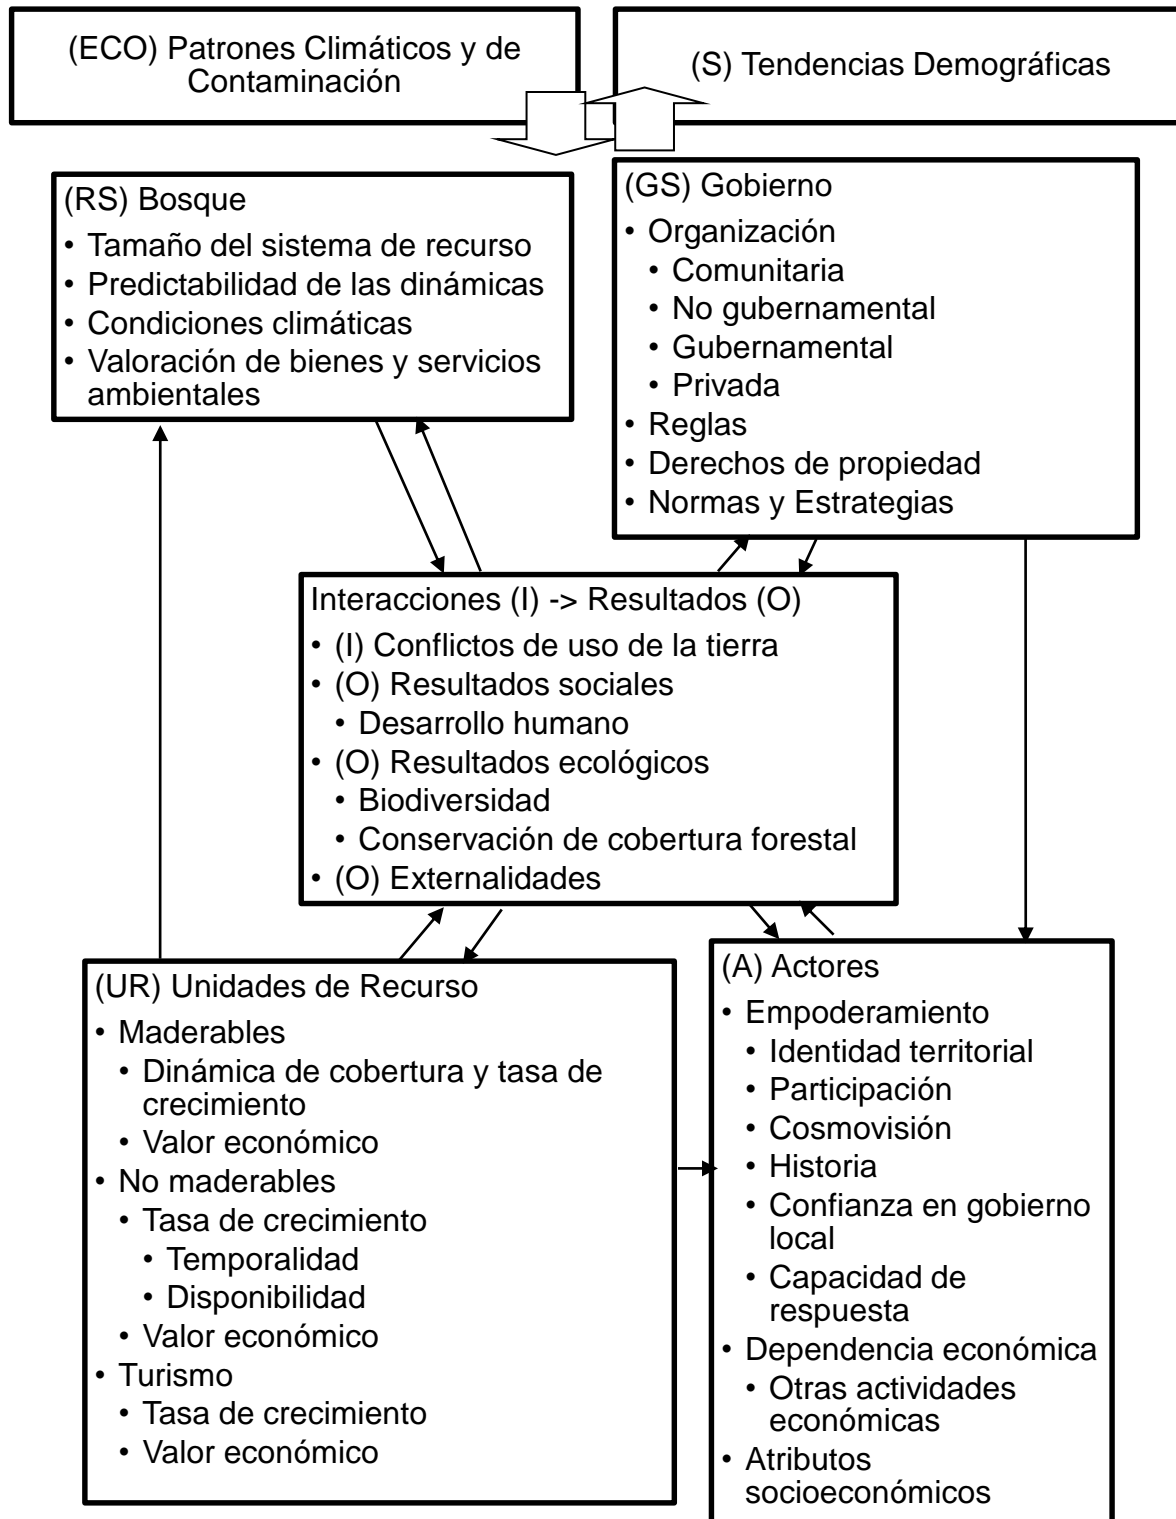 (ECO) Patrones Climáticos y de
Contaminación
(S) Tendencias Demográficas
(RS) Bosque
• Tamaño del sistema de recurso
• Predictabilidad de las dinámicas
• Condiciones climáticas
• Valoración de bienes y servicios
ambientales
(GS) Gobierno
• Organización
• Comunitaria
• No gubernamental
• Gubernamental
• Privada
• Reglas
• Derechos de propiedad
• Normas y Estrategias
Interacciones (I) -> Resultados (O)
• (I) Conflictos de uso de la tierra
• (O) Resultados sociales
• Desarrollo humano
• (O) Resultados ecológicos
• Biodiversidad
• Conservación de cobertura forestal
• (O) Externalidades
(UR) Unidades de Recurso
• Maderables
• Dinámica de cobertura y tasa de
crecimiento
• Valor económico
• No maderables
• Tasa de crecimiento
• Temporalidad
• Disponibilidad
• Valor económico
• Turismo
• Tasa de crecimiento
• Valor económico
(A) Actores
• Empoderamiento
• Identidad territorial
• Participación
• Cosmovisión
• Historia
• Confianza en gobierno
local
• Capacidad de
respuesta
• Dependencia económica
• Otras actividades
económicas
• Atributos
socioeconómicos